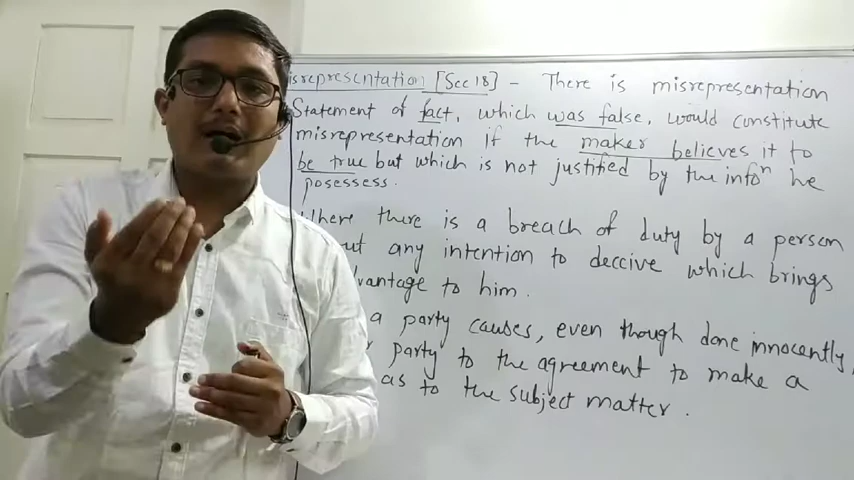 isrepresentation [Sec 18] - There is misrepresentation
Statement of fact, which was false, would constitute
misrepresentation if the maker believes it to
be true but which is not justified by the infoⁿ he
posessess.
here there is a breach of duty by a person
out any intention to deccive which brings
vantage to him.
a party causes, even though done innocently,
party to the agreement to make a
as to the subject matter.